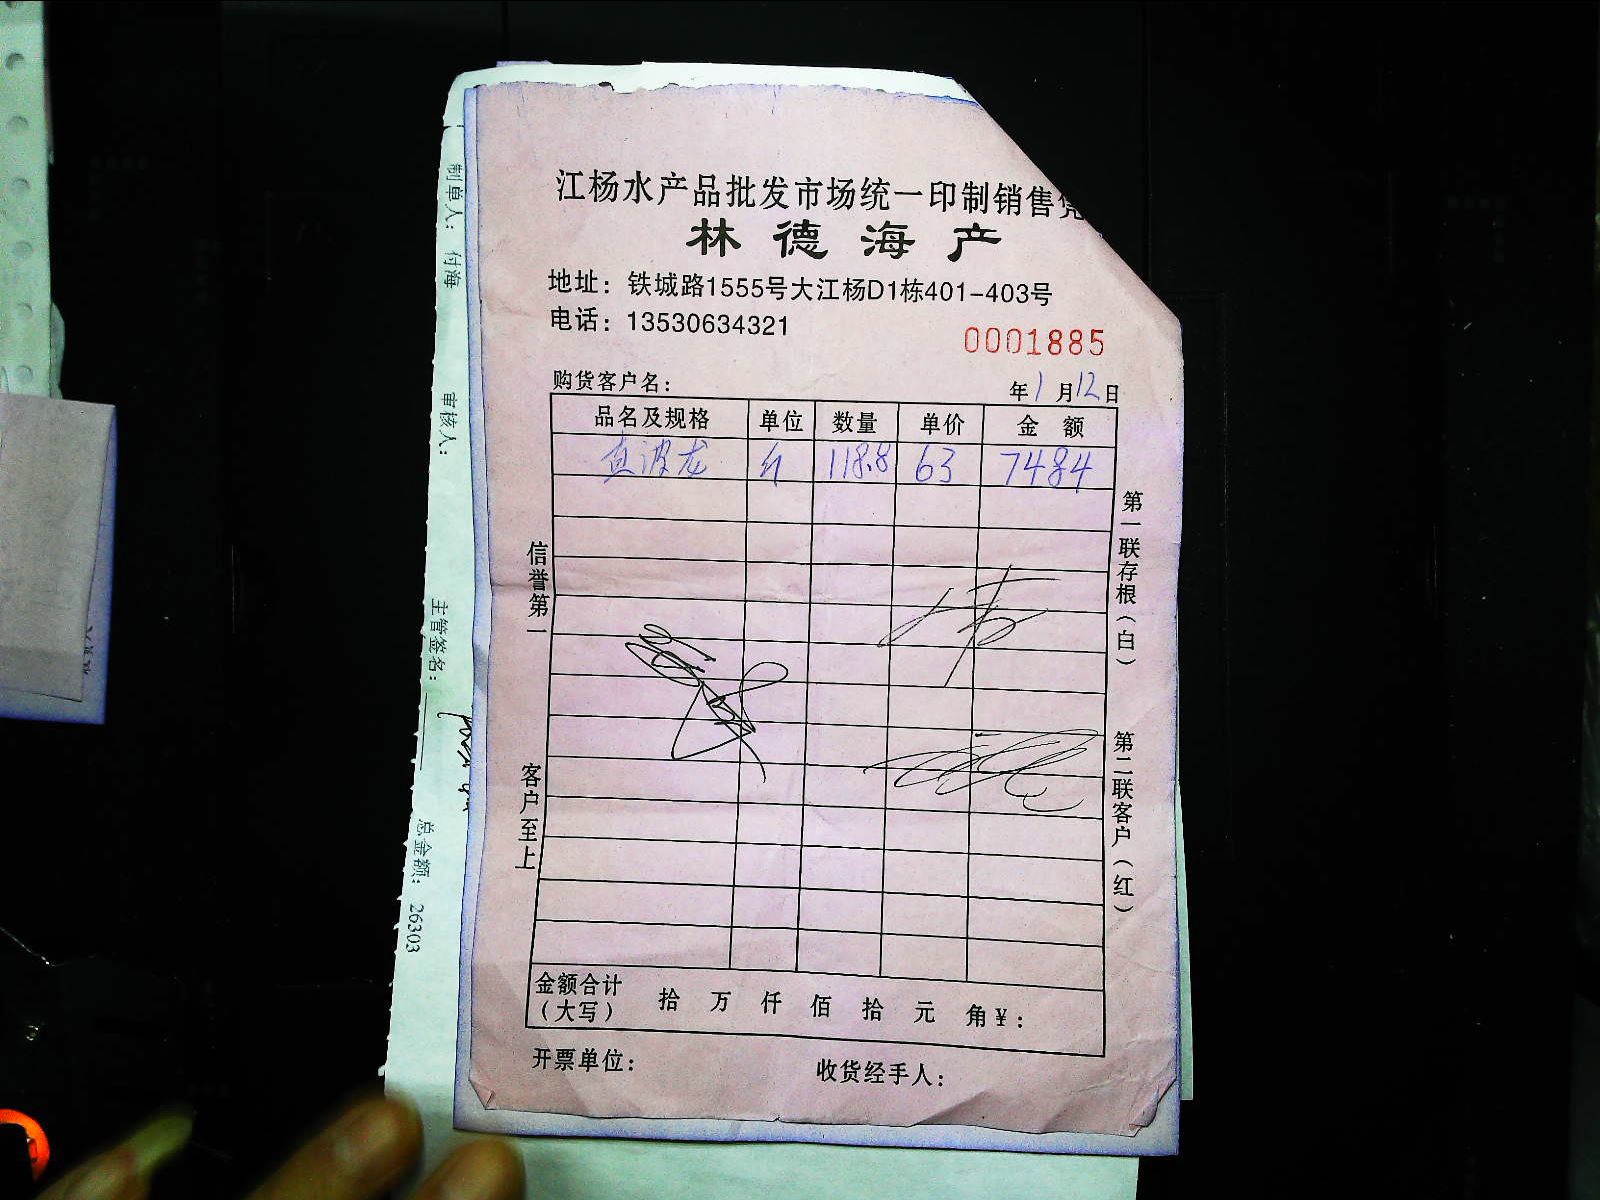 江杨水产品批发市场统一印制销售凭
林德海产
地址：铁城路1555号大江杨D1栋401-403号
电话：13530634321
0001885
购货客户名：
年1月12日
品名及规格 单位 数量 单价 金额
直波龙 斤 118.8 63 7484
信誉第一
客户至上
第一联存根（白）
第二联客户（红）
金额合计（大写） 拾 万 仟 佰 拾 元 角 ¥：
开票单位：
收货经手人：
制单人：付海
审核人：
主管签名：
总金额：26303